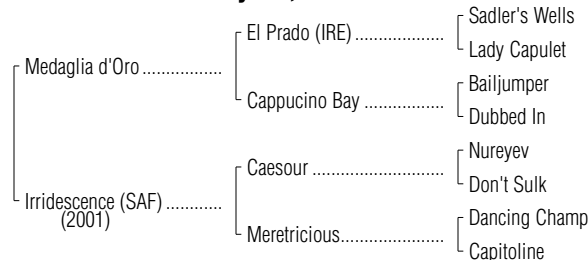 Sadler's Wells
El Prado (IRE) ..................
Lady Capulet
Medaglia d'Oro ................
Bailjumper
Cappucino Bay ................
Dubbed In
Nureyev
Caesour ..........................
Don't Sulk
Irridescence (SAF) ...........
(2001)
Dancing Champ
Meretricious.....................
Capitoline